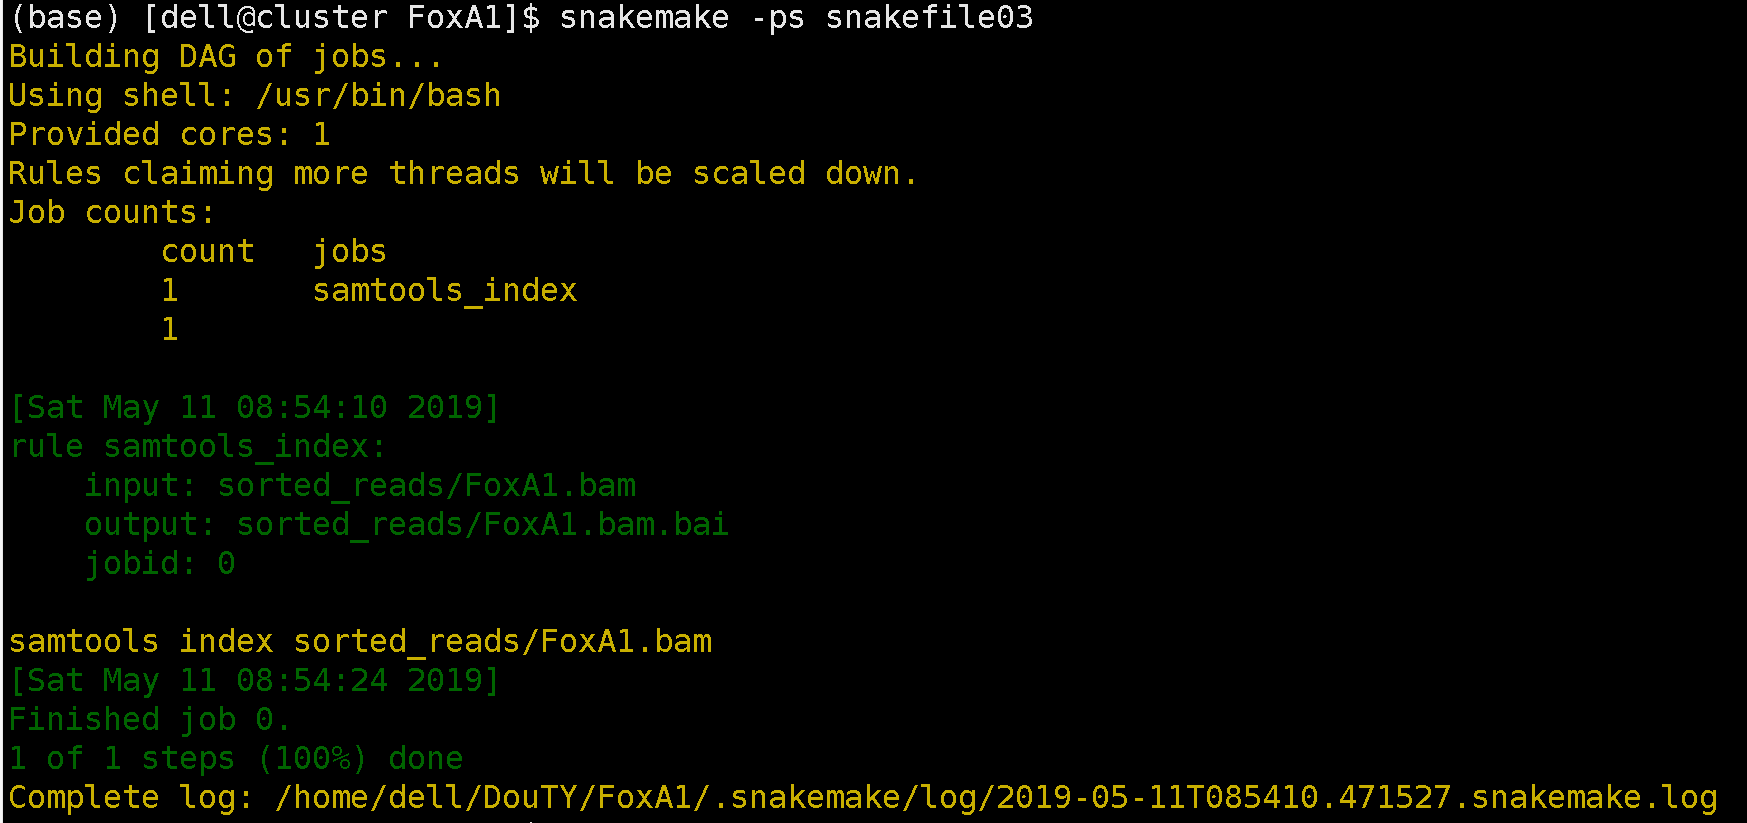 (base) [dell@cluster FoxA1]$ snakemake -ps snakefile03
Building DAG of jobs...
Using shell: /usr/bin/bash
Provided cores: 1
Rules claiming more threads will be scaled down.
Job counts:
        count   jobs
        1       samtools_index
        1

[Sat May 11 08:54:10 2019]
rule samtools_index:
    input: sorted_reads/FoxA1.bam
    output: sorted_reads/FoxA1.bam.bai
    jobid: 0

samtools index sorted_reads/FoxA1.bam
[Sat May 11 08:54:24 2019]
Finished job 0.
1 of 1 steps (100%) done
Complete log: /home/dell/DouTY/FoxA1/.snakemake/log/2019-05-11T085410.471527.snakemake.log